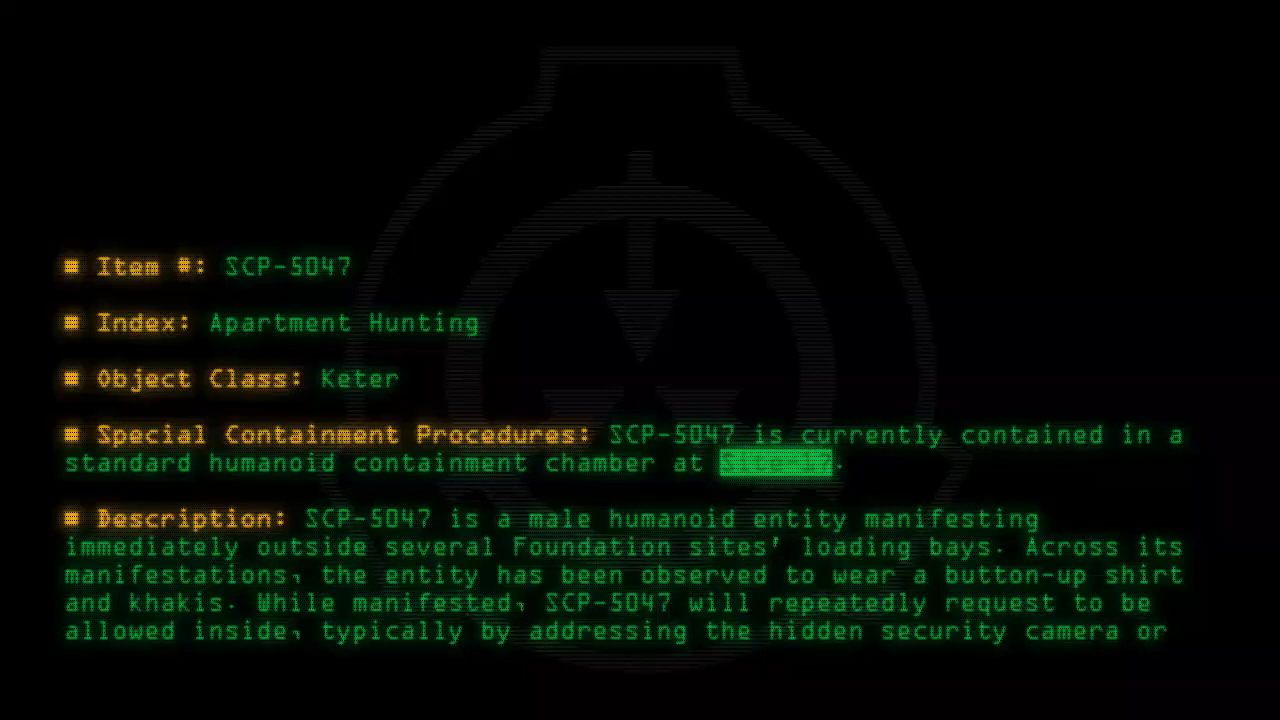 ■ Item #: SCP-5047
■ Index: Apartment Hunting
■ Object Class: Keter
■ Special Containment Procedures: SCP-5047 is currently contained in a
standard humanoid containment chamber at .
■ Description: SCP-5047 is a male humanoid entity manifesting
immediately outside several Foundation sites' loading bays. Across its
manifestations, the entity has been observed to wear a button-up shirt
and khakis. While manifested, SCP-5047 will repeatedly request to be
allowed inside, typically by addressing the hidden security camera or